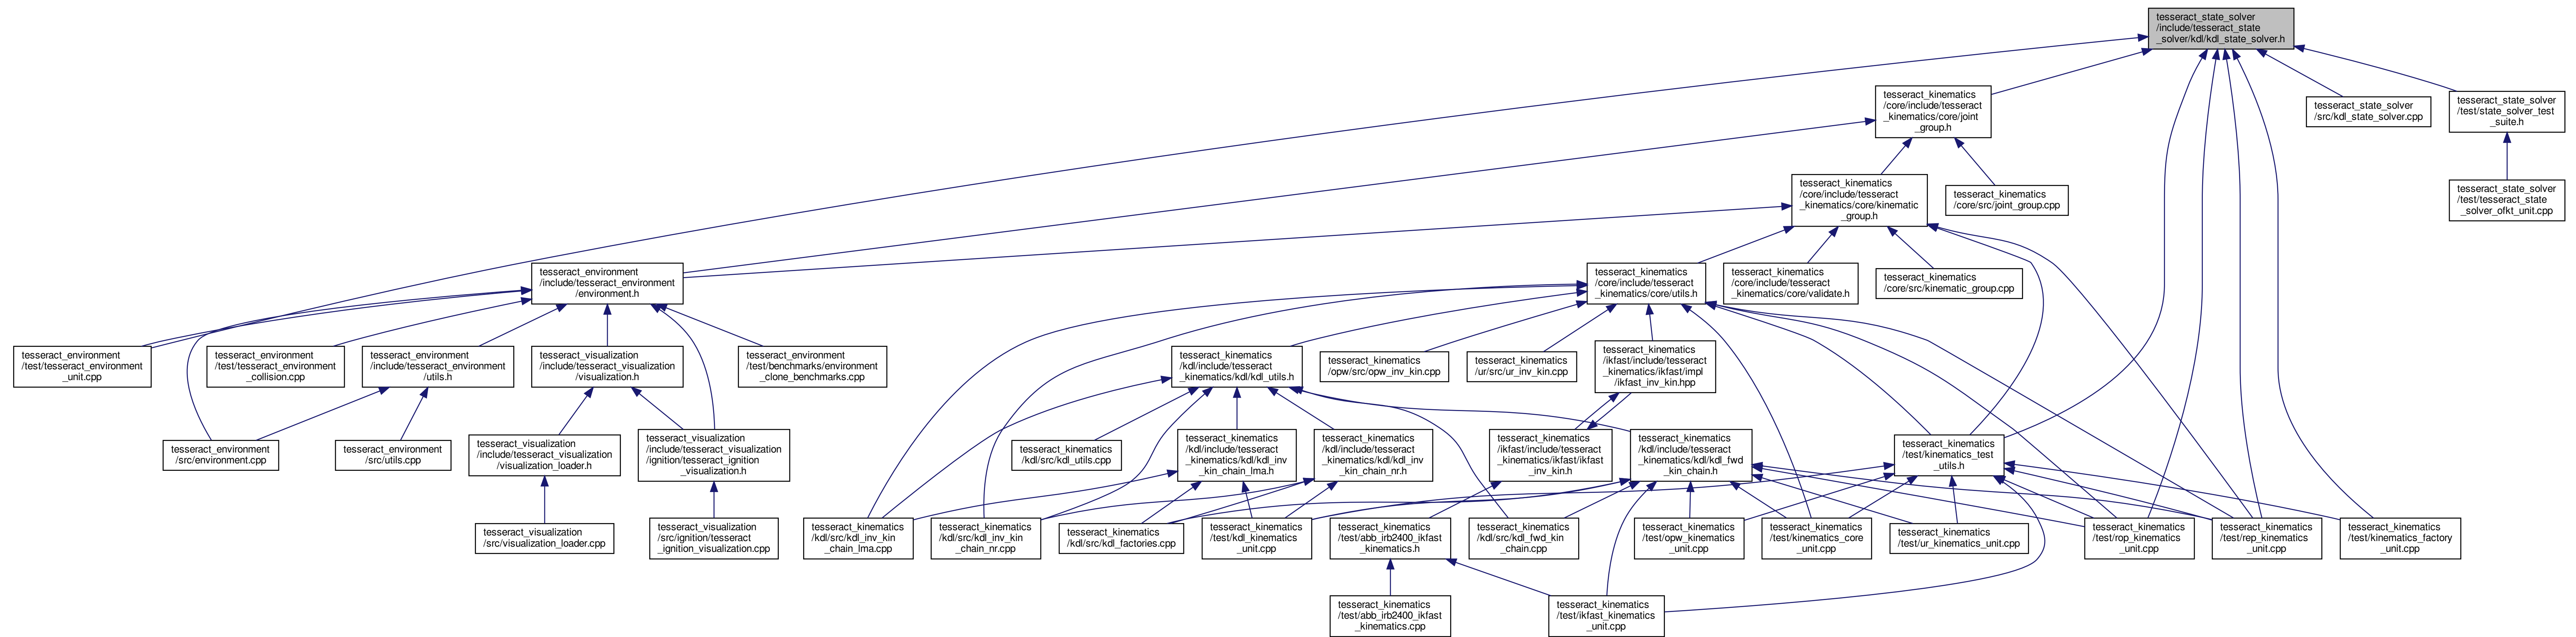 tesseract_state_solver
/include/tesseract_state
_solver/kdl/kdl_state_solver.h
tesseract_kinematics
/core/include/tesseract
_kinematics/core/joint
_group.h
tesseract_state_solver
/src/kdl_state_solver.cpp
tesseract_state_solver
/test/state_solver_test
_suite.h
tesseract_kinematics
/core/include/tesseract
_kinematics/core/kinematic
_group.h
tesseract_kinematics
/core/src/joint_group.cpp
tesseract_state_solver
/test/tesseract_state
_solver_ofkt_unit.cpp
tesseract_environment
/include/tesseract_environment
/environment.h
tesseract_kinematics
/core/include/tesseract
_kinematics/core/utils.h
tesseract_kinematics
/core/include/tesseract
_kinematics/core/validate.h
tesseract_kinematics
/core/src/kinematic_group.cpp
tesseract_environment
/test/tesseract_environment
_unit.cpp
tesseract_environment
/test/tesseract_environment
_collision.cpp
tesseract_environment
/include/tesseract_environment
/utils.h
tesseract_visualization
/include/tesseract_visualization
/visualization.h
tesseract_environment
/test/benchmarks/environment
_clone_benchmarks.cpp
tesseract_kinematics
/kdl/include/tesseract
_kinematics/kdl/kdl_utils.h
tesseract_kinematics
/opw/src/opw_inv_kin.cpp
tesseract_kinematics
/ur/src/ur_inv_kin.cpp
tesseract_kinematics
/ikfast/include/tesseract
_kinematics/ikfast/impl
/ikfast_inv_kin.hpp
tesseract_environment
/src/environment.cpp
tesseract_environment
/src/utils.cpp
tesseract_visualization
/include/tesseract_visualization
/visualization_loader.h
tesseract_visualization
/include/tesseract_visualization
/ignition/tesseract_ignition
_visualization.h
tesseract_kinematics
/kdl/src/kdl_utils.cpp
tesseract_kinematics
/kdl/include/tesseract
_kinematics/kdl/kdl_inv
_kin_chain_lma.h
tesseract_kinematics
/kdl/include/tesseract
_kinematics/kdl/kdl_inv
_kin_chain_nr.h
tesseract_kinematics
/ikfast/include/tesseract
_kinematics/ikfast/ikfast
_inv_kin.h
tesseract_kinematics
/kdl/include/tesseract
_kinematics/kdl/kdl_fwd
_kin_chain.h
tesseract_kinematics
/test/kinematics_test
_utils.h
tesseract_visualization
/src/visualization_loader.cpp
tesseract_visualization
/src/ignition/tesseract
_ignition_visualization.cpp
tesseract_kinematics
/kdl/src/kdl_inv_kin
_chain_lma.cpp
tesseract_kinematics
/kdl/src/kdl_inv_kin
_chain_nr.cpp
tesseract_kinematics
/kdl/src/kdl_factories.cpp
tesseract_kinematics
/test/kdl_kinematics
_unit.cpp
tesseract_kinematics
/test/abb_irb2400_ikfast
_kinematics.h
tesseract_kinematics
/kdl/src/kdl_fwd_kin
_chain.cpp
tesseract_kinematics
/test/opw_kinematics
_unit.cpp
tesseract_kinematics
/test/kinematics_core
_unit.cpp
tesseract_kinematics
/test/ur_kinematics_unit.cpp
tesseract_kinematics
/test/rop_kinematics
_unit.cpp
tesseract_kinematics
/test/rep_kinematics
_unit.cpp
tesseract_kinematics
/test/kinematics_factory
_unit.cpp
tesseract_kinematics
/test/abb_irb2400_ikfast
_kinematics.cpp
tesseract_kinematics
/test/ikfast_kinematics
_unit.cpp